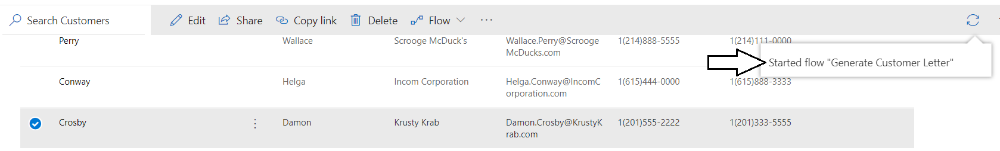 Search Customers Edit Share Copy link Delete Flow ...
Perry Wallace Scrooge McDuck's Wallace.Perry@Scrooge 1(214)888-5555 1(214)111-0000
McDucks.com
Started flow "Generate Customer Letter"
Conway Helga Incom Corporation Helga.Conway@IncomC 1(615)444-0000 1(615)888-3333
orporation.com
Crosby Damon Krusty Krab Damon.Crosby@KrustyK 1(201)555-2222 1(201)333-5555
rab.com